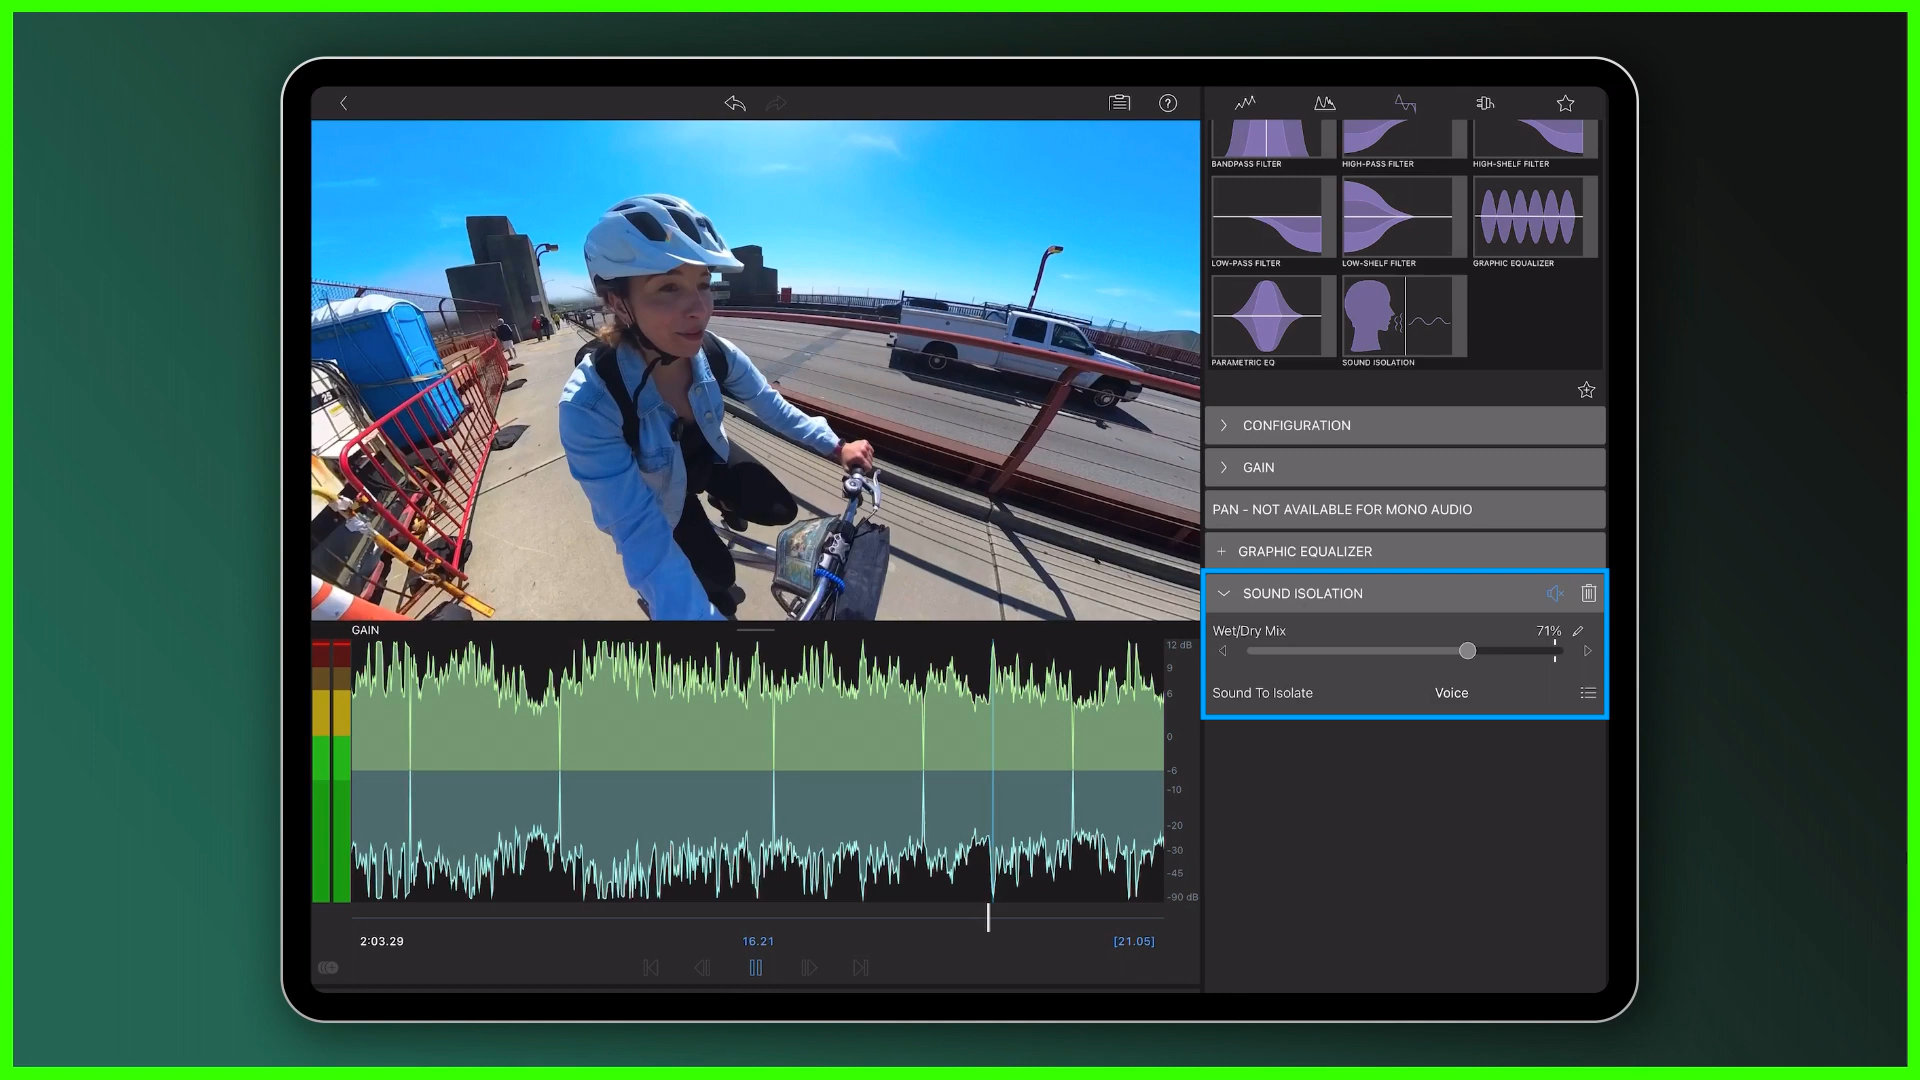 BANDPASS FILTER
HIGH-PASS FILTER
HIGH-SHELF FILTER
LOW-PASS FILTER
LOW-SHELF FILTER
GRAPHIC EQUALIZER
PARAMETRIC EQ
SOUND ISOLATION
CONFIGURATION
GAIN
PAN - NOT AVAILABLE FOR MONO AUDIO
+ GRAPHIC EQUALIZER
SOUND ISOLATION
Wet/Dry Mix 71%
Sound To Isolate Voice
25
GAIN
12 dB
9
6
0
-6
-10
-20
-30
-45
-90 dB
2:03.29 16.21 [21.05]